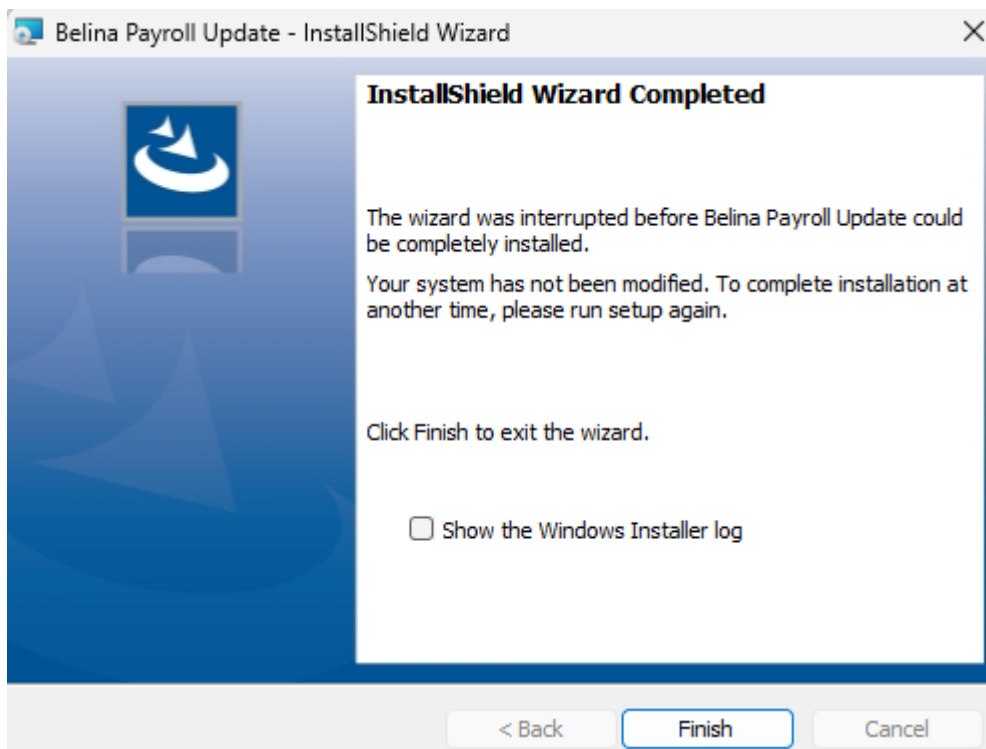 Belina Payroll Update - InstallShield Wizard
InstallShield Wizard Completed
The wizard was interrupted before Belina Payroll Update could
be completely installed.
Your system has not been modified. To complete installation at
another time, please run setup again.
Click Finish to exit the wizard.
Show the Windows Installer log
< Back
Finish
Cancel